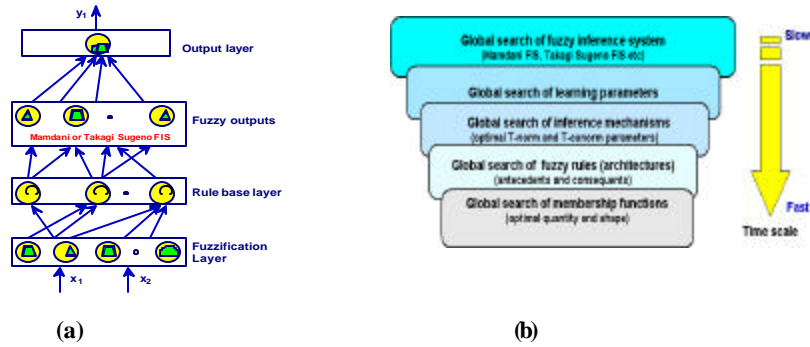 y1
Output layer
Fuzzy outputs
Mamdani or Takagi Sugeno FIS
Rule base layer
Fuzzification
Layer
x1
x2
(a)
Global search of fuzzy inference system
(Mamdani FIS, Takagi Sugeno FIS etc)
Global search of learning parameters
Global search of inference mechanisms
(optimal T-norm and T-conorm parameters)
Global search of fuzzy rules (architectures)
(antecedents and consequents)
Global search of membership functions
(optimal quantity and shape)
Slow
Fast
Time scale
(b)